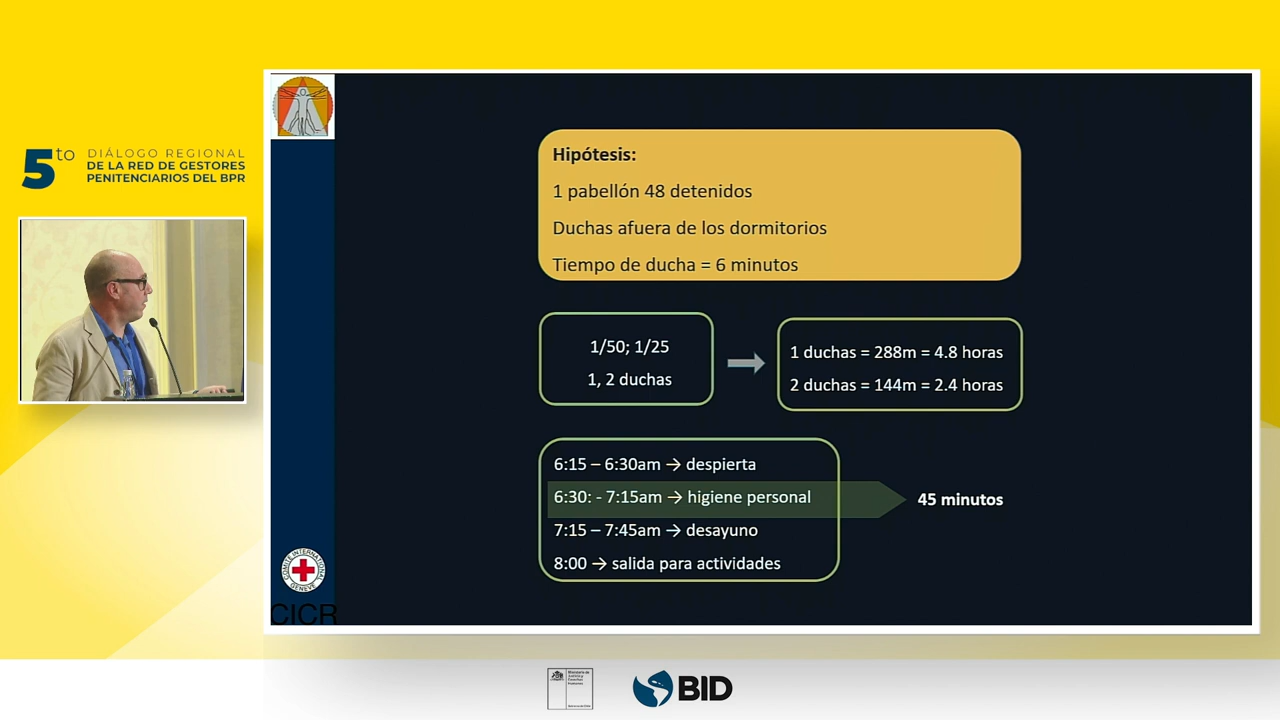 5to DIÁLOGO REGIONAL
DE LA RED DE GESTORES
PENITENCIARIOS DEL BPR
Hipótesis:
1 pabellón 48 detenidos
Duchas afuera de los dormitorios
Tiempo de ducha = 6 minutos
1/50; 1/25
1, 2 duchas
1 duchas = 288m = 4.8 horas
2 duchas = 144m = 2.4 horas
6:15 – 6:30am → despierta
6:30: - 7:15am → higiene personal
7:15 – 7:45am → desayuno
8:00 → salida para actividades
45 minutos
COMITE INTERNATIONAL
GENEVE
CICR
BID